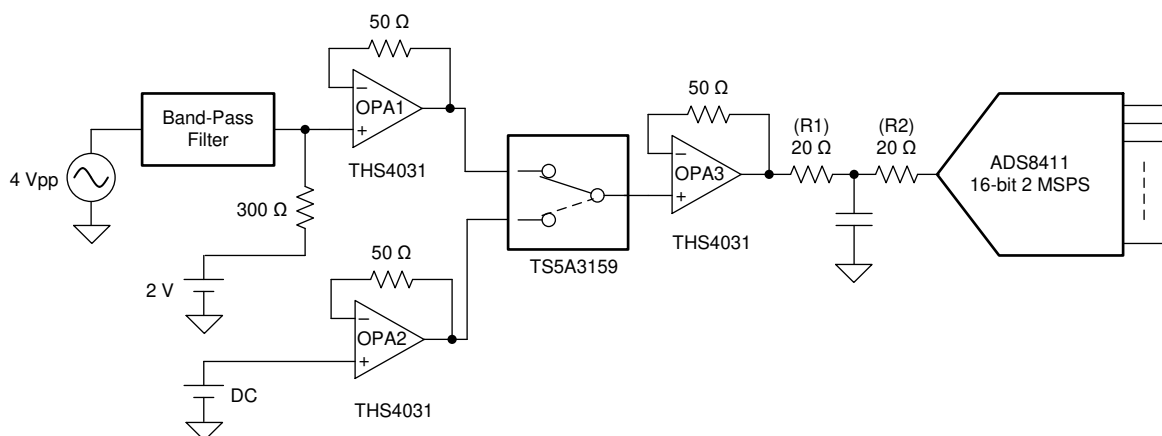 50 Ω
OPA1
−
+
THS4031
Band-Pass
Filter
4 Vpp
300 Ω
2 V
50 Ω
OPA2
−
+
DC
THS4031
TS5A3159
50 Ω
OPA3
−
+
THS4031
(R1)
20 Ω
(R2)
20 Ω
ADS8411
16-bit 2 MSPS